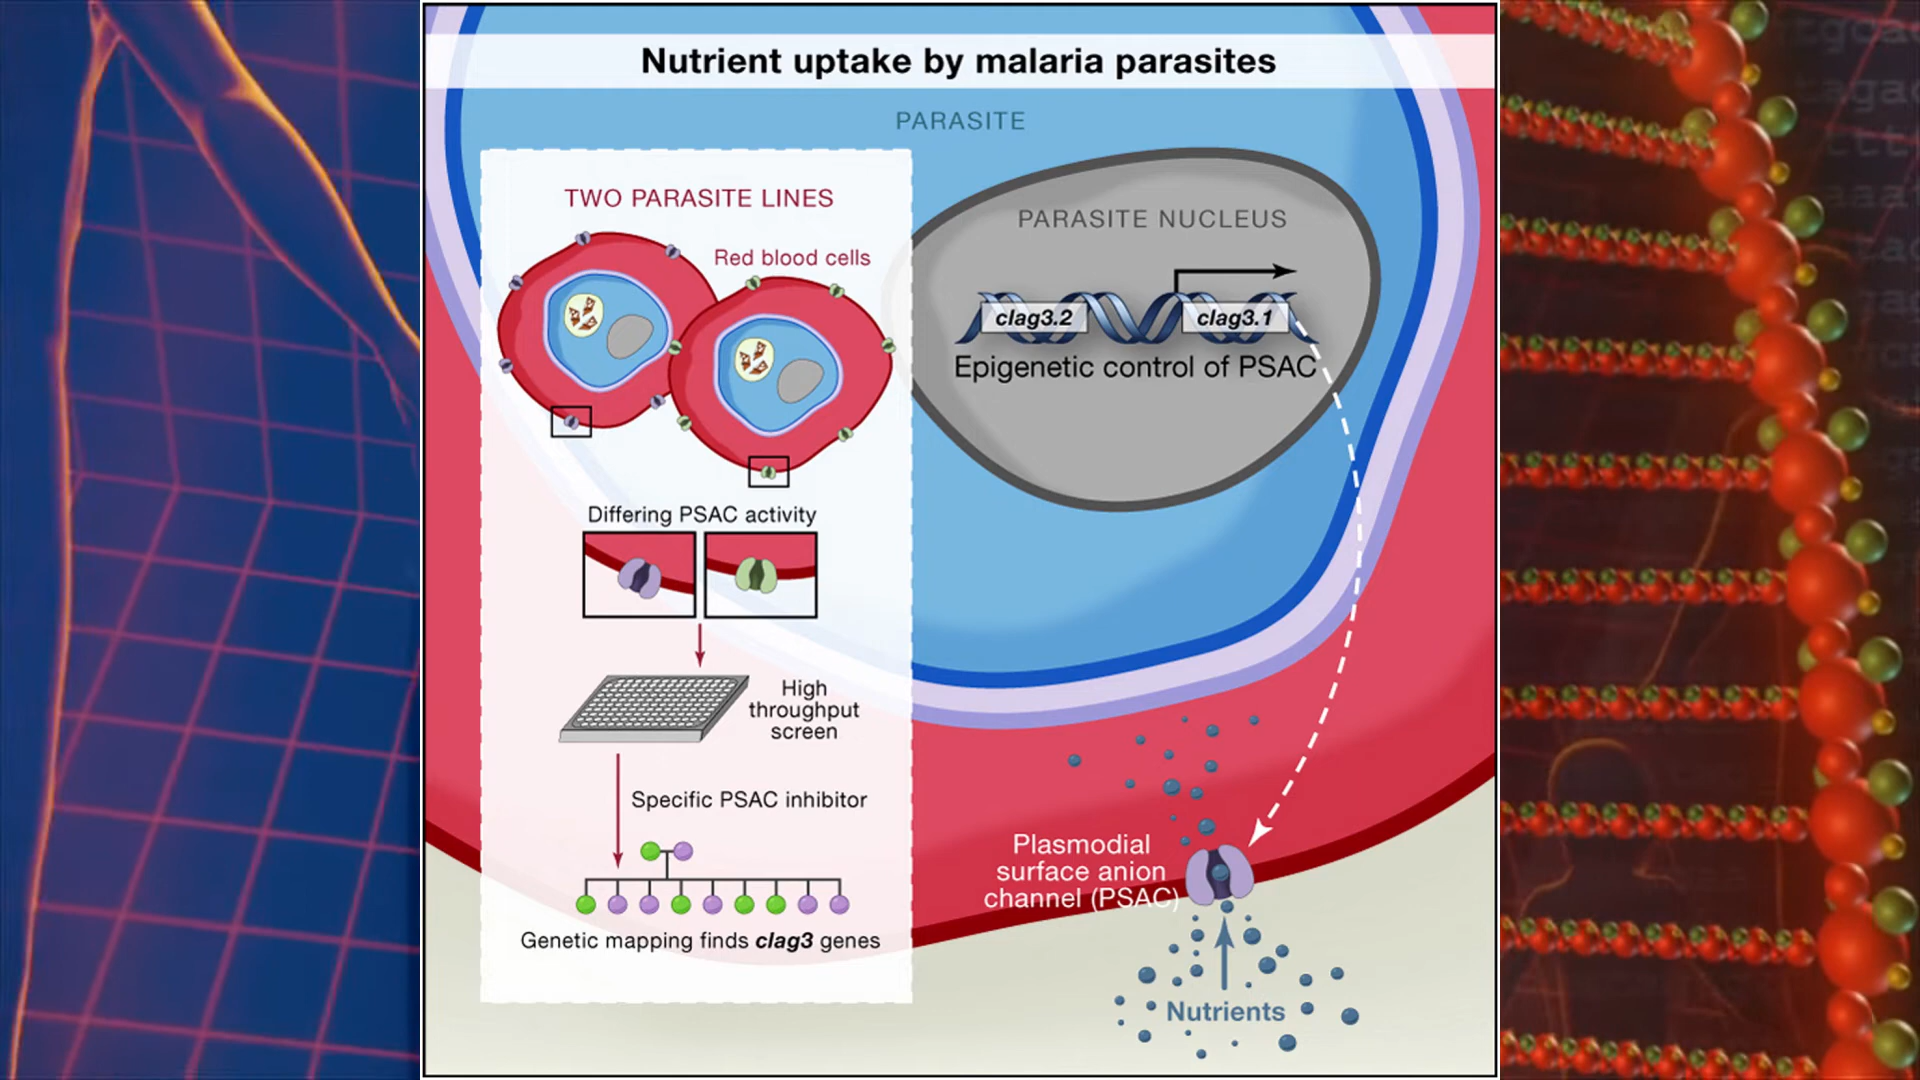 Nutrient uptake by malaria parasites
PARASITE
TWO PARASITE LINES
Red blood cells
Differing PSAC activity
High
throughput
screen
Specific PSAC inhibitor
Genetic mapping finds clag3 genes
PARASITE NUCLEUS
clag3.2
clag3.1
Epigenetic control of PSAC
Plasmodial
surface anion
channel (PSAC)
Nutrients